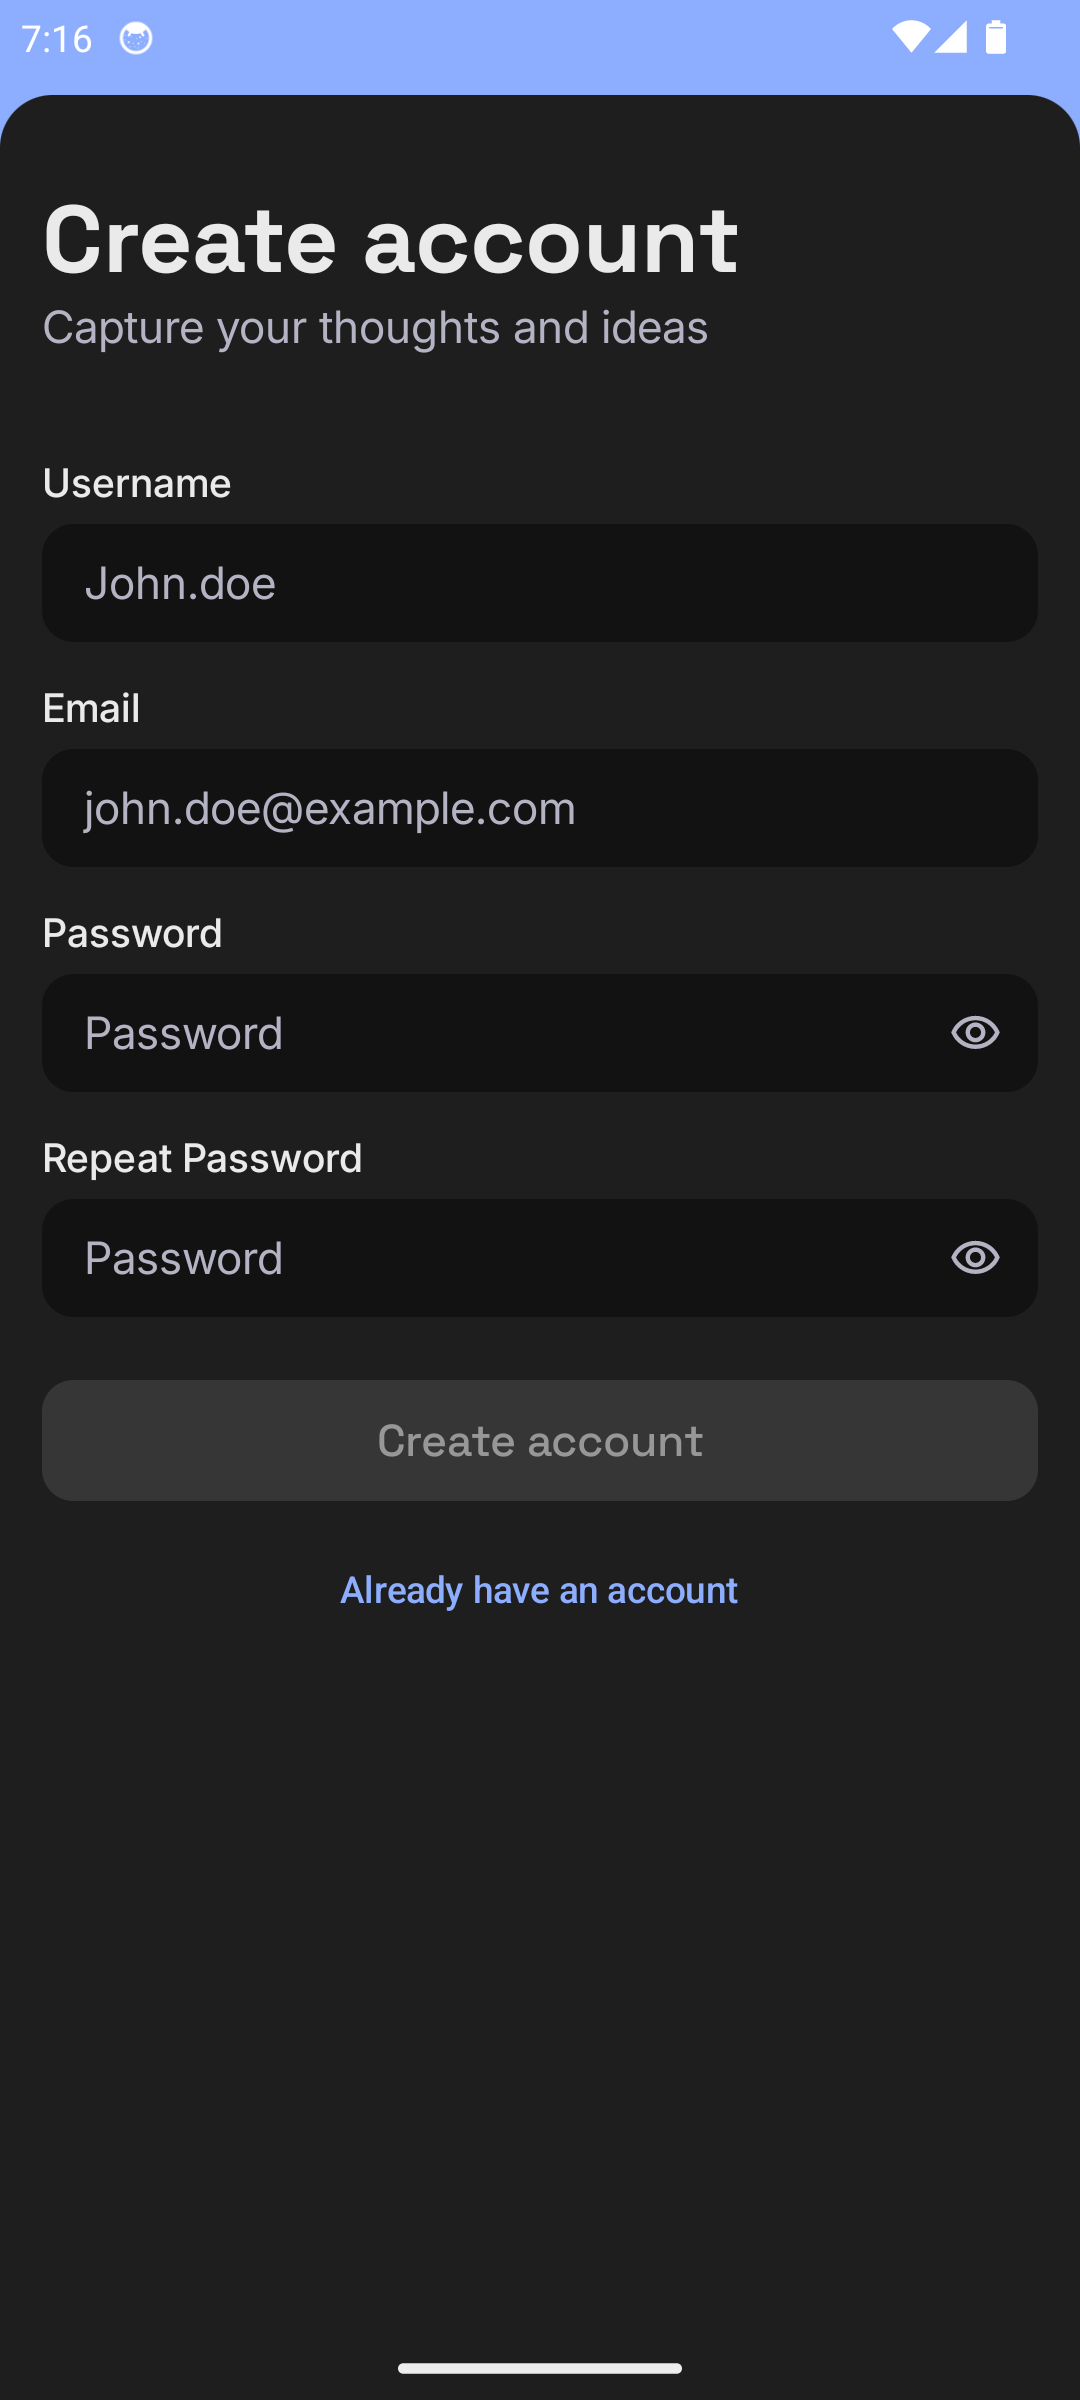 7:16
Create account
Capture your thoughts and ideas
Username
John.doe
Email
john.doe@example.com
Password
Password
Repeat Password
Password
Create account
Already have an account